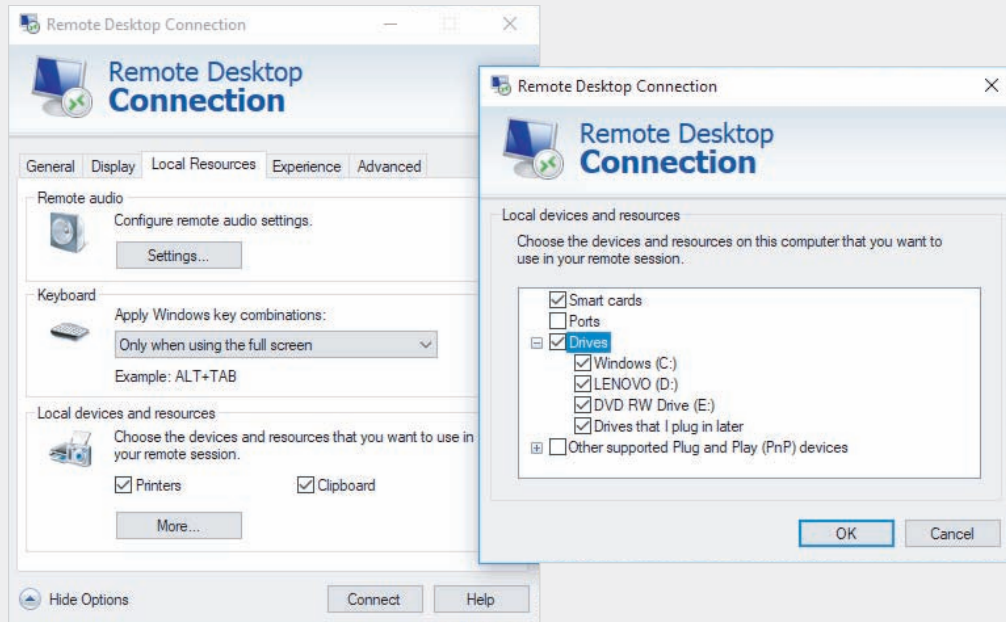 Remote Desktop Connection
Remote Desktop
Connection
General Display Local Resources Experience Advanced
Remote audio
Configure remote audio settings.
Settings...
Keyboard
Apply Windows key combinations:
Only when using the full screen
Example: ALT+TAB
Local devices and resources
Choose the devices and resources that you want to use in
your remote session.
Printers Clipboard
More...
Hide Options Connect Help
Remote Desktop Connection
Remote Desktop
Connection
Local devices and resources
Choose the devices and resources on this computer that you want to
use in your remote session.
Smart cards
Ports
Drives
Windows (C:)
LENOVO (D:)
DVD RW Drive (E:)
Drives that I plug in later
Other supported Plug and Play (PnP) devices
OK Cancel